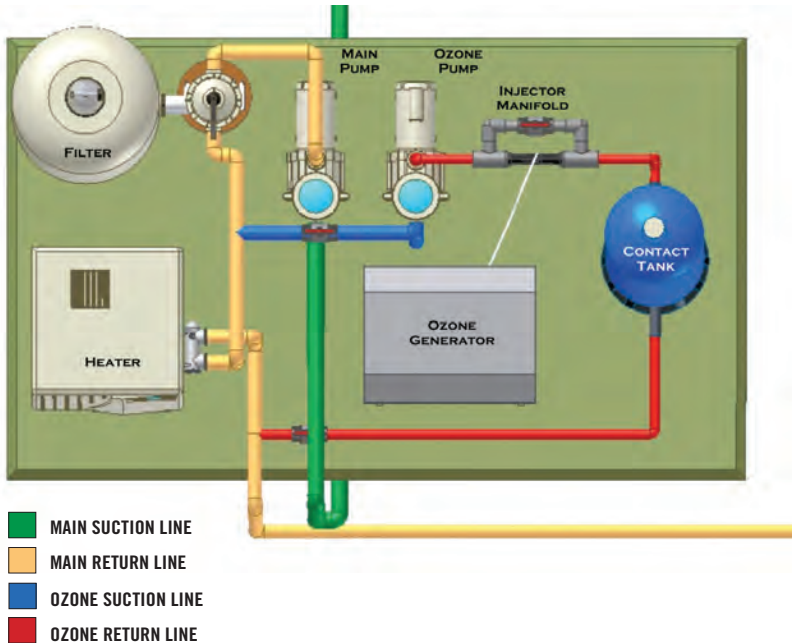 MAIN
PUMP
OZONE
PUMP
INJECTOR
MANIFOLD
FILTER
CONTACT
TANK
OZONE
GENERATOR
HEATER
MAIN SUCTION LINE
MAIN RETURN LINE
OZONE SUCTION LINE
OZONE RETURN LINE